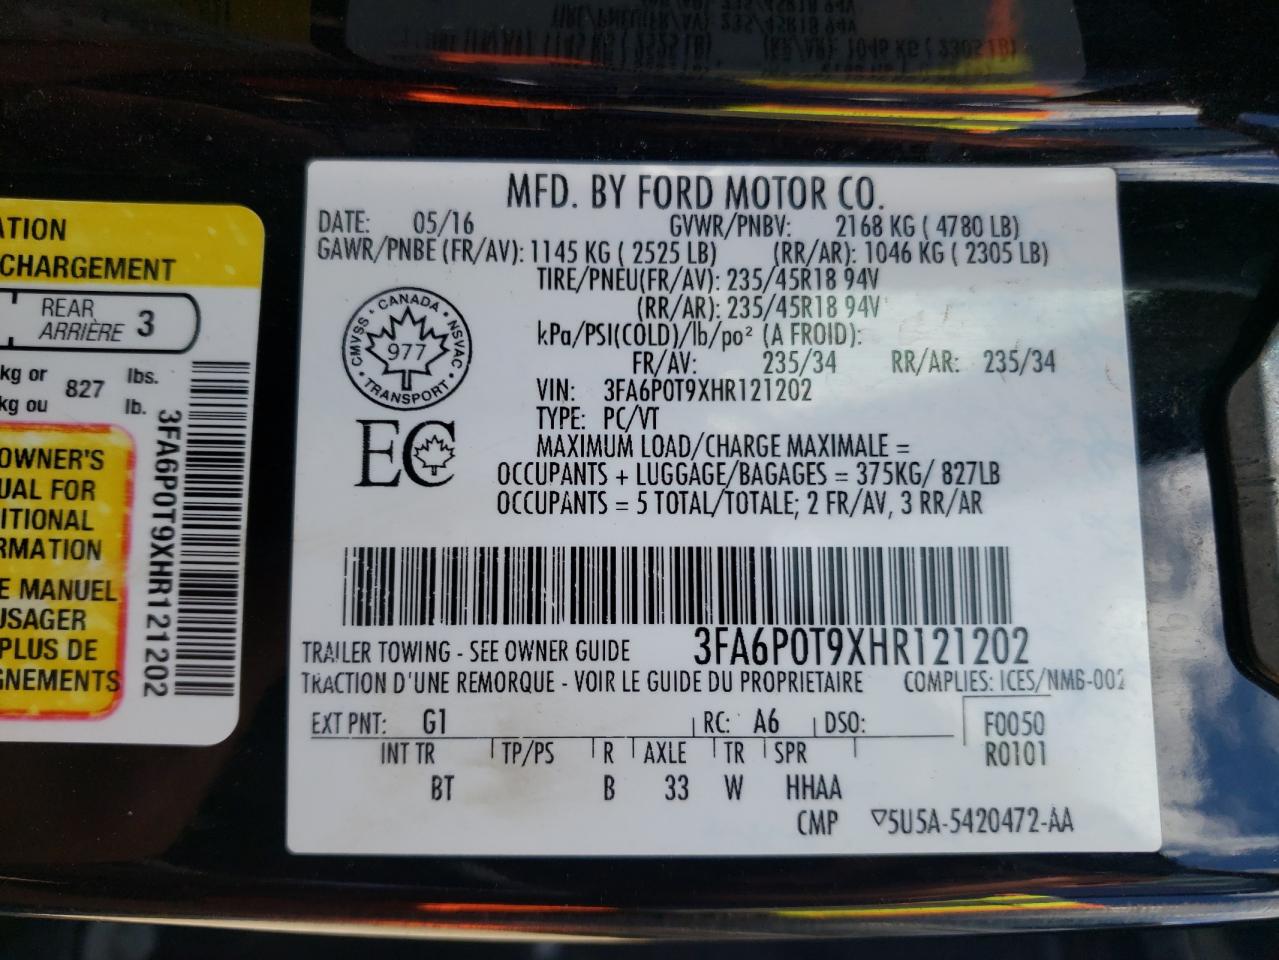 ATION
CHARGEMENT
REAR
ARRIÈRE 3
kg or 827 lbs.
kg ou lb.
3FA6P0T9XHR121202
OWNER'S
UAL FOR
ITIONAL
RMATION
E MANUEL
USAGER
PLUS DE
GNEMENTS
MFD. BY FORD MOTOR CO.
DATE: 05/16 GVWR/PNBV: 2168 KG ( 4780 LB)
GAWR/PNBE (FR/AV): 1145 KG ( 2525 LB) (RR/AR): 1046 KG ( 2305 LB)
TIRE/PNEU(FR/AV): 235/45R18 94V
(RR/AR): 235/45R18 94V
kPa/PSI(COLD)/lb/po² (A FROID):
FR/AV: 235/34 RR/AR: 235/34
CANADA
CMVSS · NSVAC
977
TRANSPORT
VIN: 3FA6P0T9XHR121202
TYPE: PC/VT
EC
MAXIMUM LOAD/CHARGE MAXIMALE =
OCCUPANTS + LUGGAGE/BAGAGES = 375KG/ 827LB
OCCUPANTS = 5 TOTAL/TOTALE; 2 FR/AV, 3 RR/AR
TRAILER TOWING - SEE OWNER GUIDE 3FA6P0T9XHR121202
TRACTION D'UNE REMORQUE - VOIR LE GUIDE DU PROPRIETAIRE COMPLIES: ICES/NMB-002
EXT PNT: G1 RC: A6 DSO: F0050
INT TR TP/PS R AXLE TR SPR R0101
BT B 33 W HHAA
CMP ▽5U5A-5420472-AA